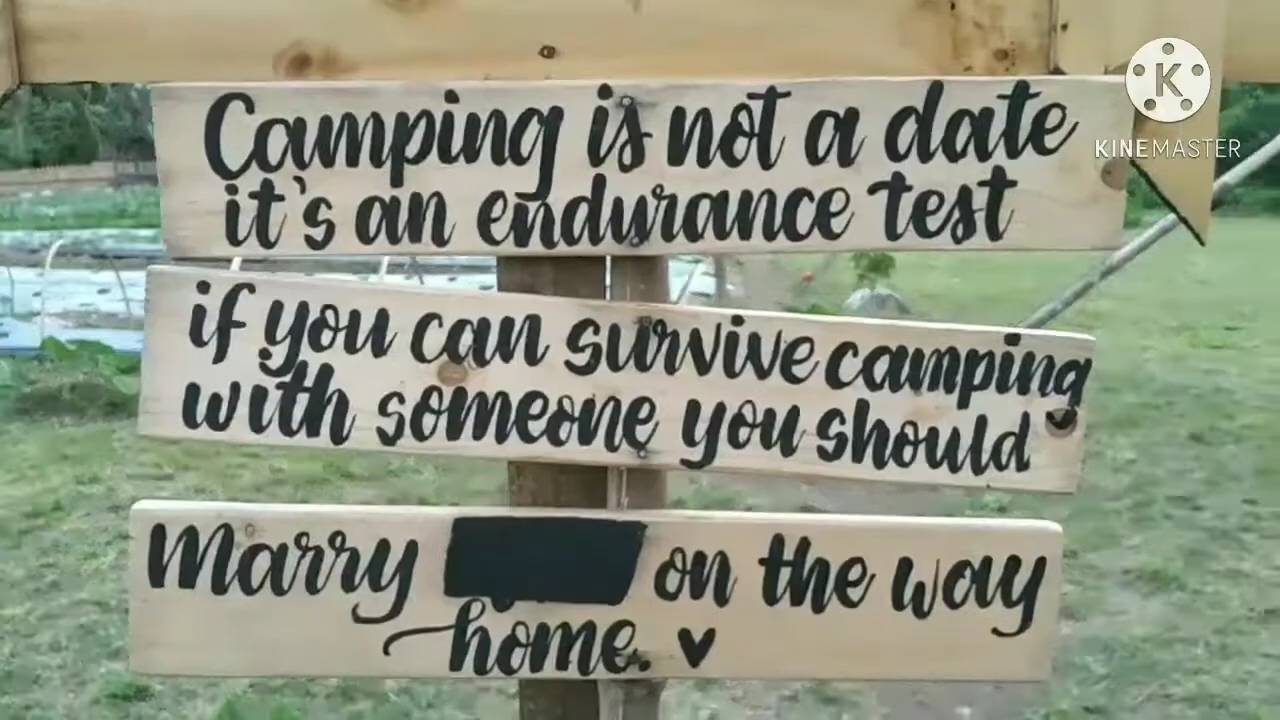 Camping is not a date
it's an endurance test
if you can survive camping
with someone you should
Marry on the way
home.
K
KINEMASTER